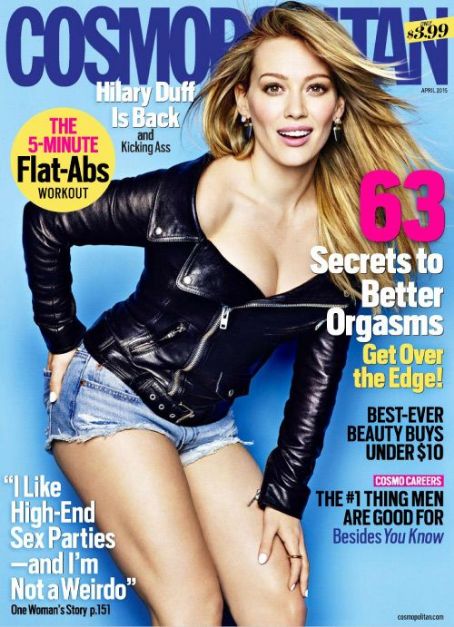 COSMOPOLITAN
ONLY
$3.99
APRIL 2015
Hilary Duff
Is Back
and
Kicking Ass
THE
5-MINUTE
Flat-Abs
WORKOUT
63
Secrets to
Better
Orgasms
Get Over
the Edge!
BEST-EVER
BEAUTY BUYS
UNDER $10
COSMO CAREERS
THE #1 THING MEN
ARE GOOD FOR
Besides You Know
“I Like
High-End
Sex Parties
—and I'm
Not a Weirdo”
One Woman's Story p.151
cosmopolitan.com